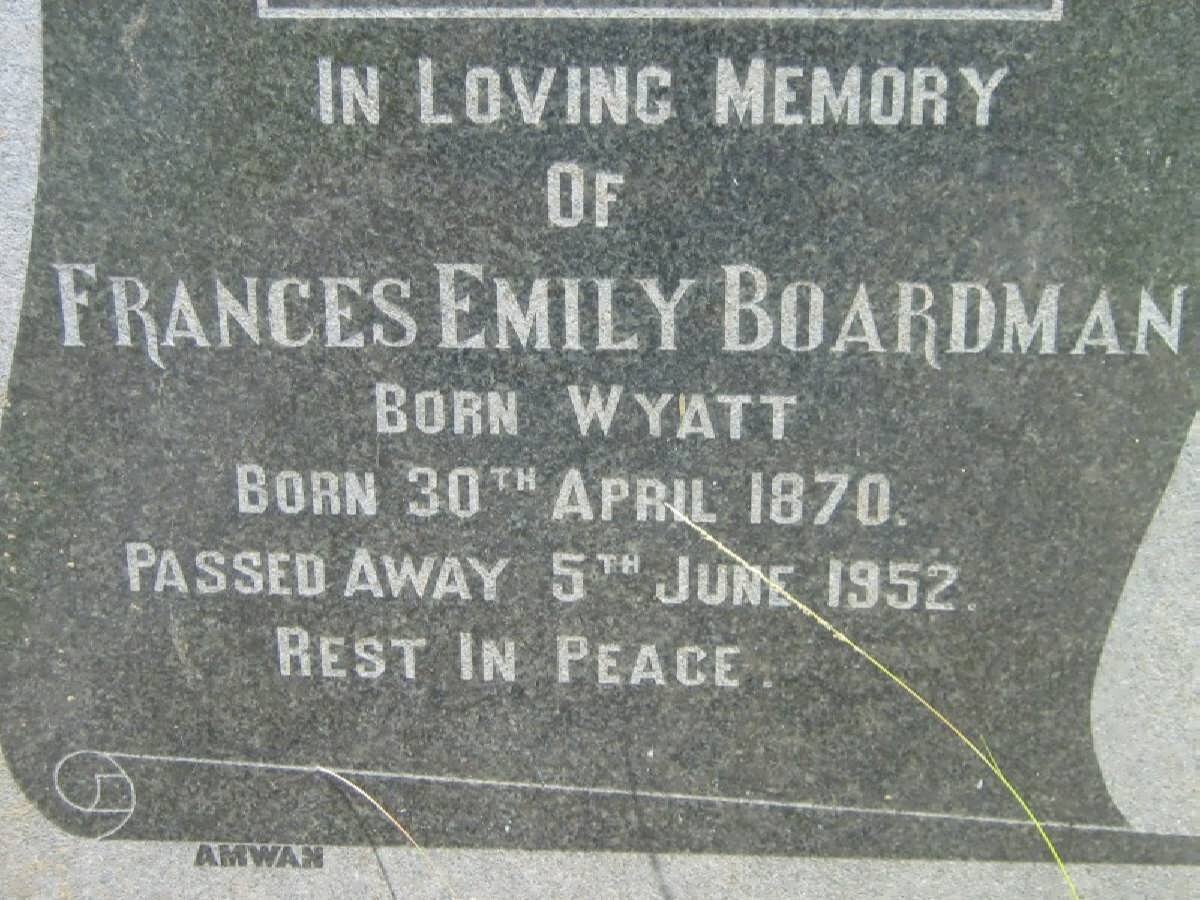 IN LOVING MEMORY
OF
FRANCES EMILY BOARDMAN
BORN WYATT
BORN 30TH APRIL 1870.
PASSED AWAY 5TH JUNE 1952.
REST IN PEACE.
AMWAN